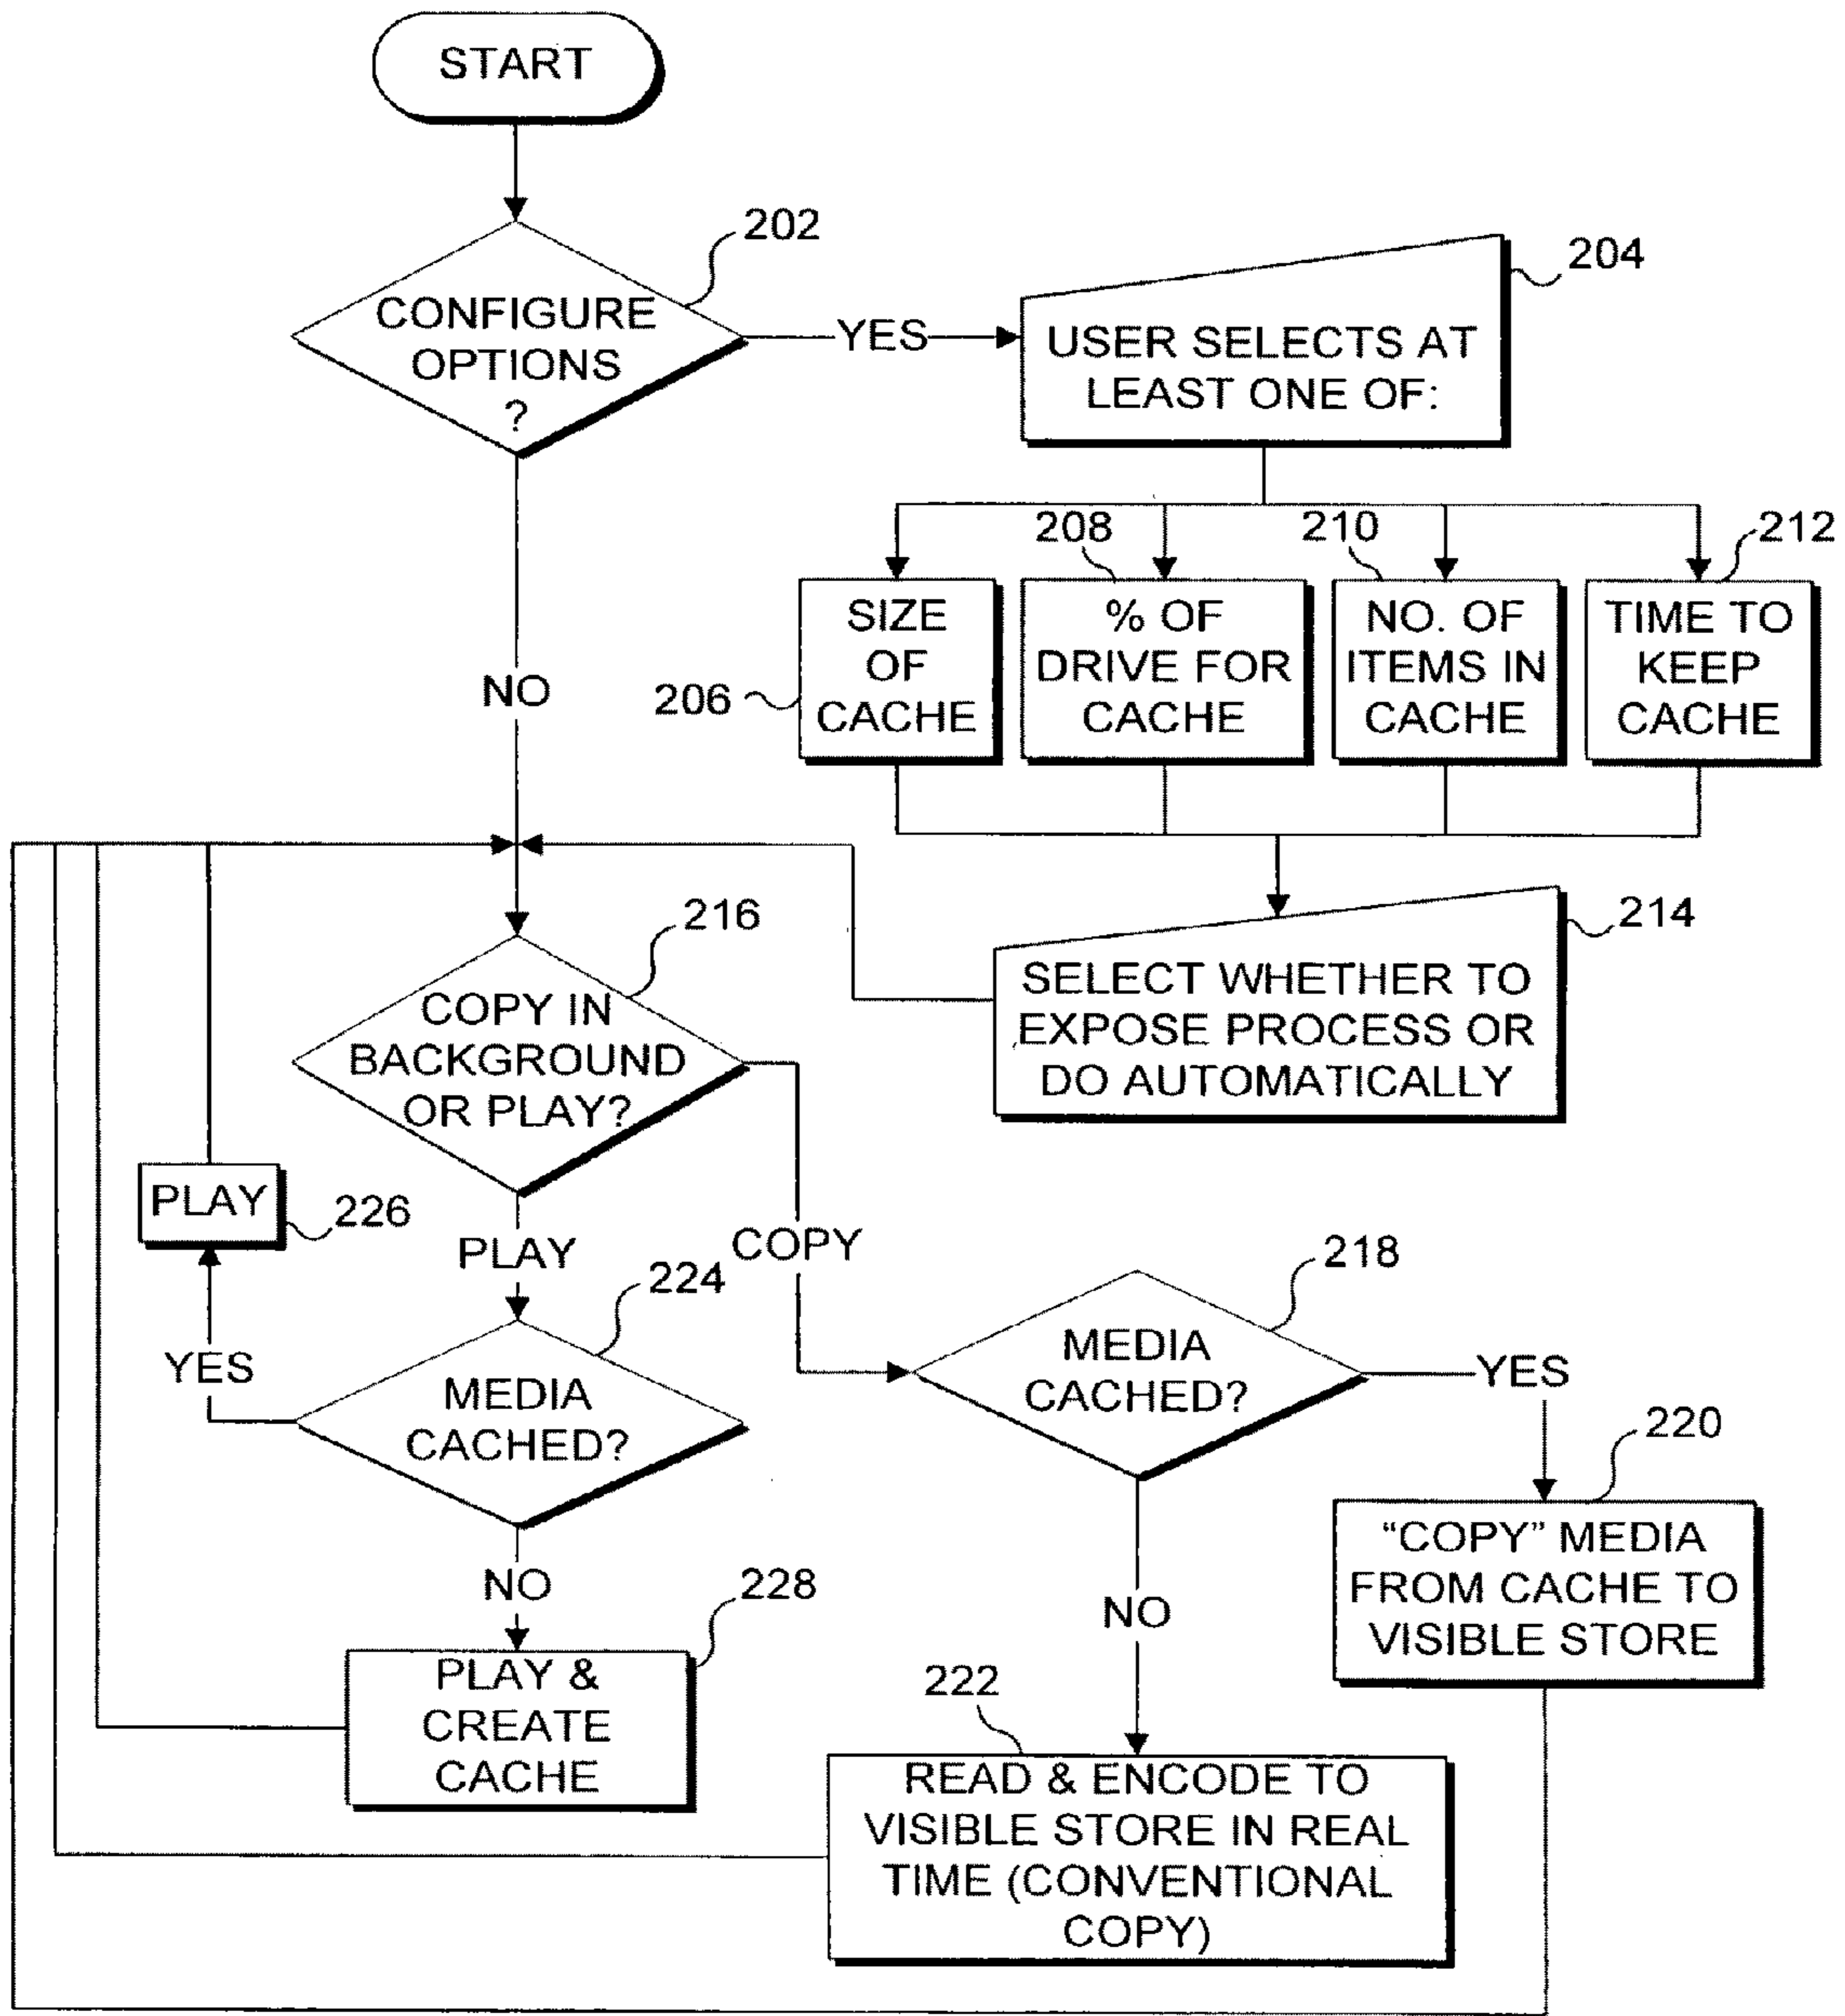 START
202
CONFIGURE
OPTIONS
?
YES
204
USER SELECTS AT
LEAST ONE OF:
NO
206
SIZE
OF
CACHE
208
% OF
DRIVE FOR
CACHE
210
NO. OF
ITEMS IN
CACHE
212
TIME TO
KEEP
CACHE
214
SELECT WHETHER TO
EXPOSE PROCESS OR
DO AUTOMATICALLY
216
COPY IN
BACKGROUND
OR PLAY?
PLAY
226
PLAY
COPY
224
MEDIA
CACHED?
YES
NO
228
PLAY &
CREATE
CACHE
218
MEDIA
CACHED?
YES
220
“COPY” MEDIA
FROM CACHE TO
VISIBLE STORE
NO
222
READ & ENCODE TO
VISIBLE STORE IN REAL
TIME (CONVENTIONAL
COPY)